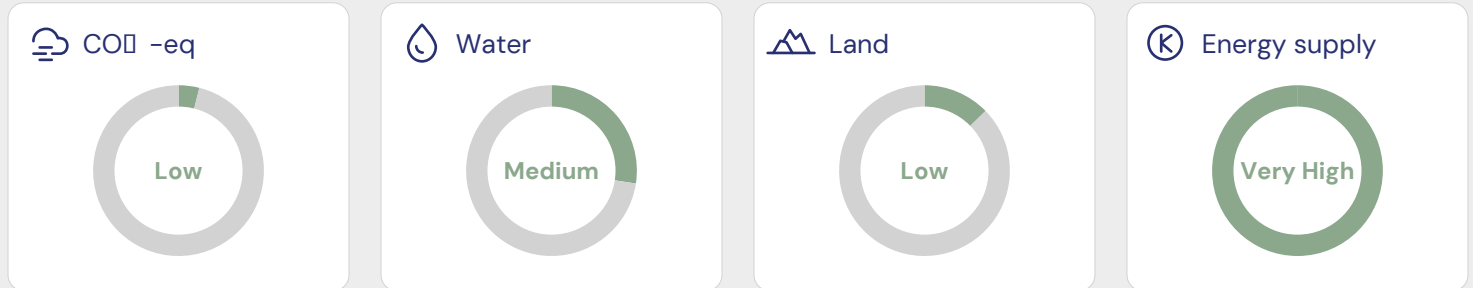 CO▯ -eq
Low
Water
Medium
Land
Low
Energy supply
Very High